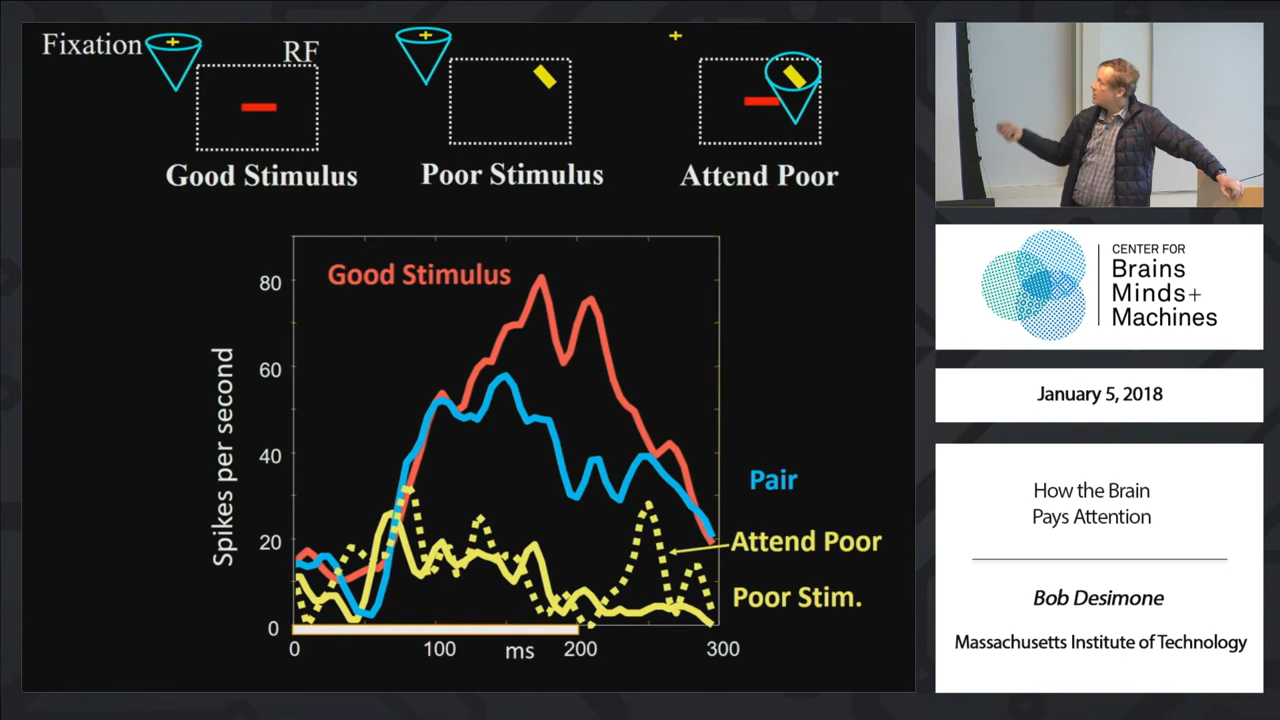 Fixation
RF
Good Stimulus
Poor Stimulus
Attend Poor
Good Stimulus
Pair
Attend Poor
Poor Stim.
Spikes per second
80
60
40
20
0
0
100
ms
200
300
CENTER FOR
Brains
Minds+
Machines
January 5, 2018
How the Brain
Pays Attention
Bob Desimone
Massachusetts Institute of Technology